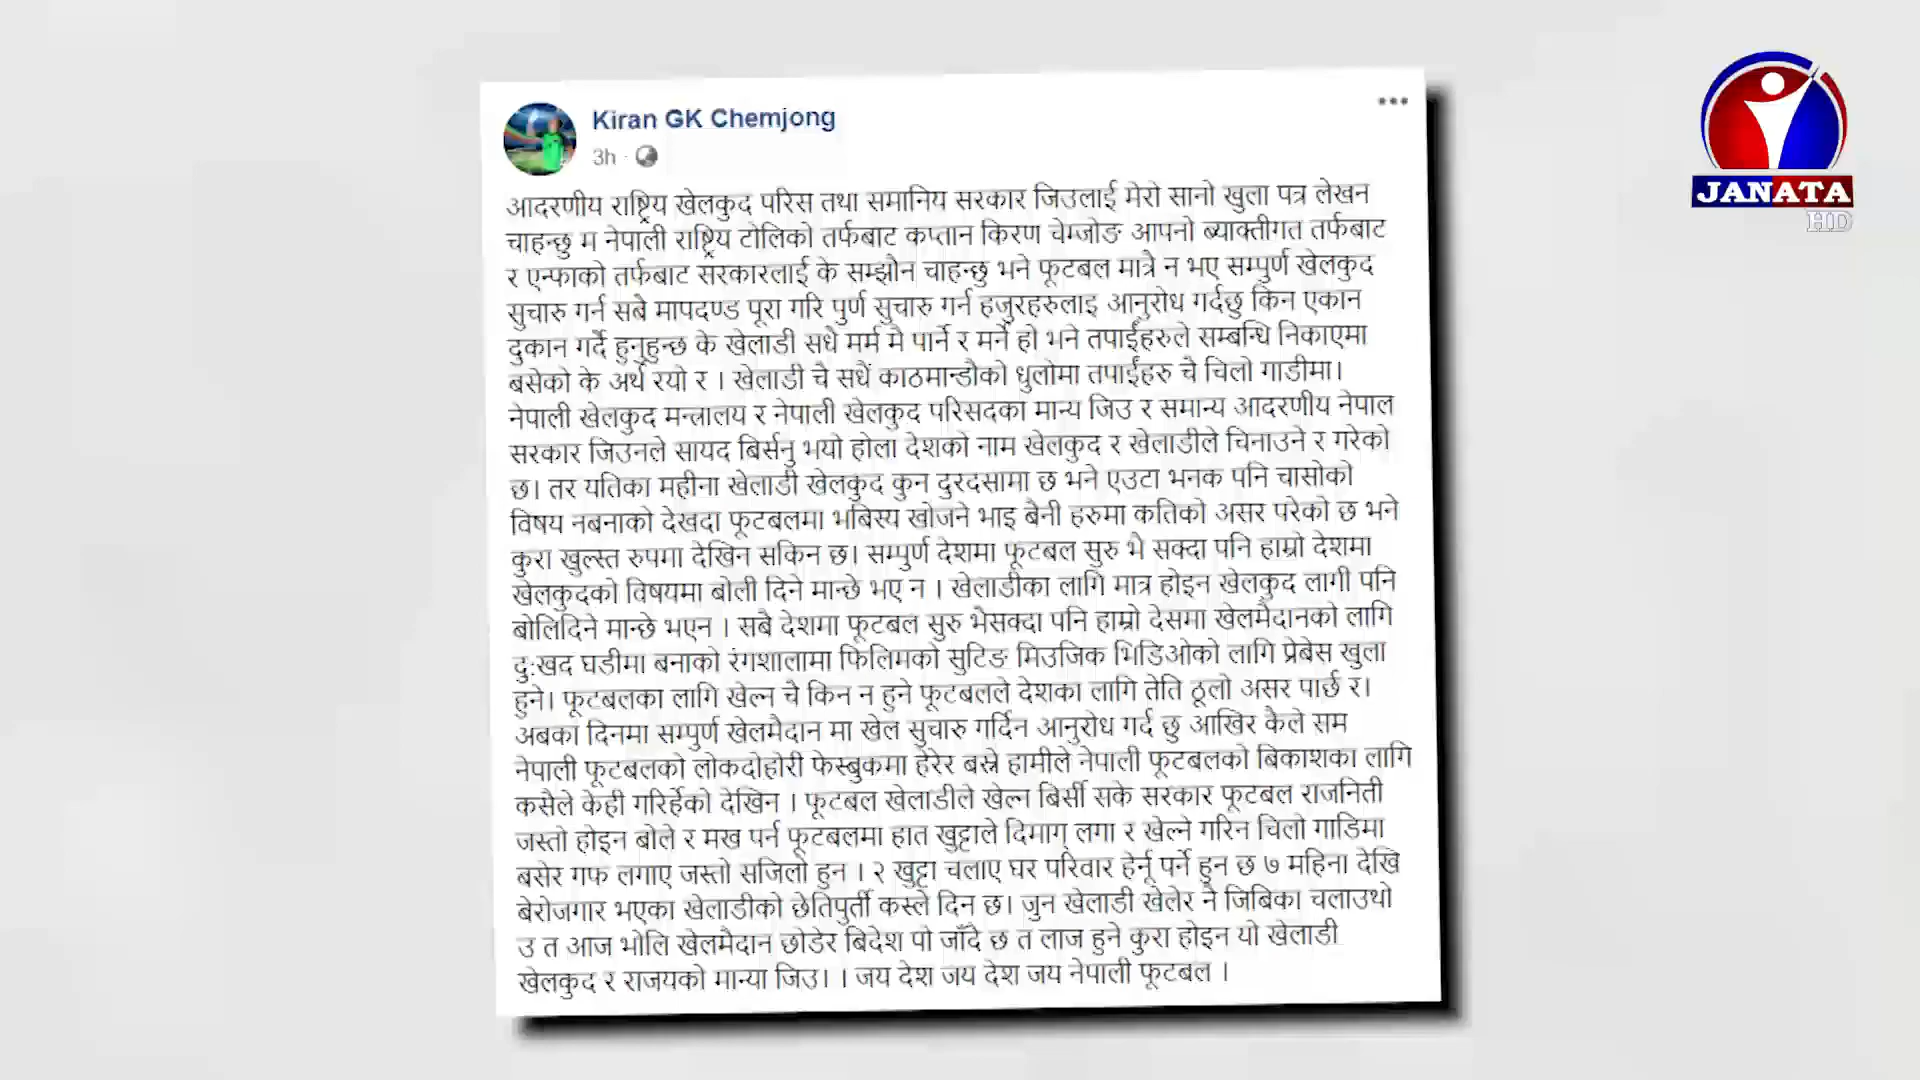 Kiran GK Chemjong
3h ·
JANATA
HD
आदरणीय राष्ट्रिय खेलकुद परिस तथा समानिय सरकार जिउलाई मेरो सानो खुला पत्र लेखन
चाहन्छु म नेपाली राष्ट्रिय टोलिको तर्फबाट कप्तान किरण चेम्जोङ आपनो ब्याक्तीगत तर्फबाट
र एन्फाको तर्फबाट सरकारलाई के सम्झौन चाहन्छु भने फूटबल मात्रै न भए सम्पुर्ण खेलकुद
सुचारु गर्न सबै मापदण्ड पूरा गरि पुर्ण सुचारु गर्न हजुरहरुलाइ आनुरोध गर्दछु किन एकान
दुकान गर्दै हुनुहुन्छ के खेलाडी सधै मर्म मै पार्ने र मर्ने हो भने तपाईंहरुले सम्बन्धि निकाएमा
बसेको के अर्थ रयो र । खेलाडी चै सधैं काठमान्डौको धुलोमा तपाईंहरु चै चिलो गाडीमा।
नेपाली खेलकुद मन्त्रालय र नेपाली खेलकुद परिसदका मान्य जिउ र समान्य आदरणीय नेपाल
सरकार जिउनले सायद बिर्सनु भयो होला देशको नाम खेलकुद र खेलाडीले चिनाउने र गरेको
छ। तर यतिका महीना खेलाडी खेलकुद कुन दुरदसामा छ भने एउटा भनक पनि चासोको
विषय नबनाको देखदा फूटबलमा भबिस्य खोजने भाइ बैनी हरुमा कतिको असर परेको छ भने
कुरा खुल्स्त रुपमा देखिन सकिन छ। सम्पुर्ण देशमा फूटबल सुरु भै सक्दा पनि हाम्रो देशमा
खेलकुदको विषयमा बोली दिने मान्छे भए न । खेलाडीका लागि मात्र होइन खेलकुद लागी पनि
बोलिदिने मान्छे भएन । सबै देशमा फूटबल सुरु भैसक्दा पनि हाम्रो देसमा खेलमैदानको लागि
दुःखद घडीमा बनाको रंगशालामा फिलिमको सुटिङ मिउजिक भिडिओको लागि प्रेबेस खुला
हुने। फूटबलका लागि खेल्न चै किन न हुने फूटबलले देशका लागि तेति ठूलो असर पार्छ र।
अबका दिनमा सम्पुर्ण खेलमैदान मा खेल सुचारु गर्दिन आनुरोध गर्द छु आखिर कैले सम
नेपाली फूटबलको लोकदोहोरी फेस्बुकमा हेरेर बस्ने हामीले नेपाली फूटबलको बिकाशका लागि
कसैले केही गरिर्हेको देखिन । फूटबल खेलाडीले खेल्न बिर्सी सके सरकार फूटबल राजनिती
जस्तो होइन बोले र मख पर्न फूटबलमा हात खुट्टाले दिमाग् लगा र खेल्ने गरिन चिलो गाडिमा
बसेर गफ लगाए जस्तो सजिलो हुन । २ खुट्टा चलाए घर परिवार हेर्नू पर्ने हुन छ ७ महिना देखि
बेरोजगार भएका खेलाडीको छेतिपुर्ती कस्ले दिन छ। जुन खेलाडी खेलेर नै जिबिका चलाउथो
उ त आज भोलि खेलमैदान छोडेर बिदेश पो जाँदै छ त लाज हुने कुरा होइन यो खेलाडी
खेलकुद र राजयको मान्या जिउ। । जय देश जय देश जय नेपाली फूटबल ।